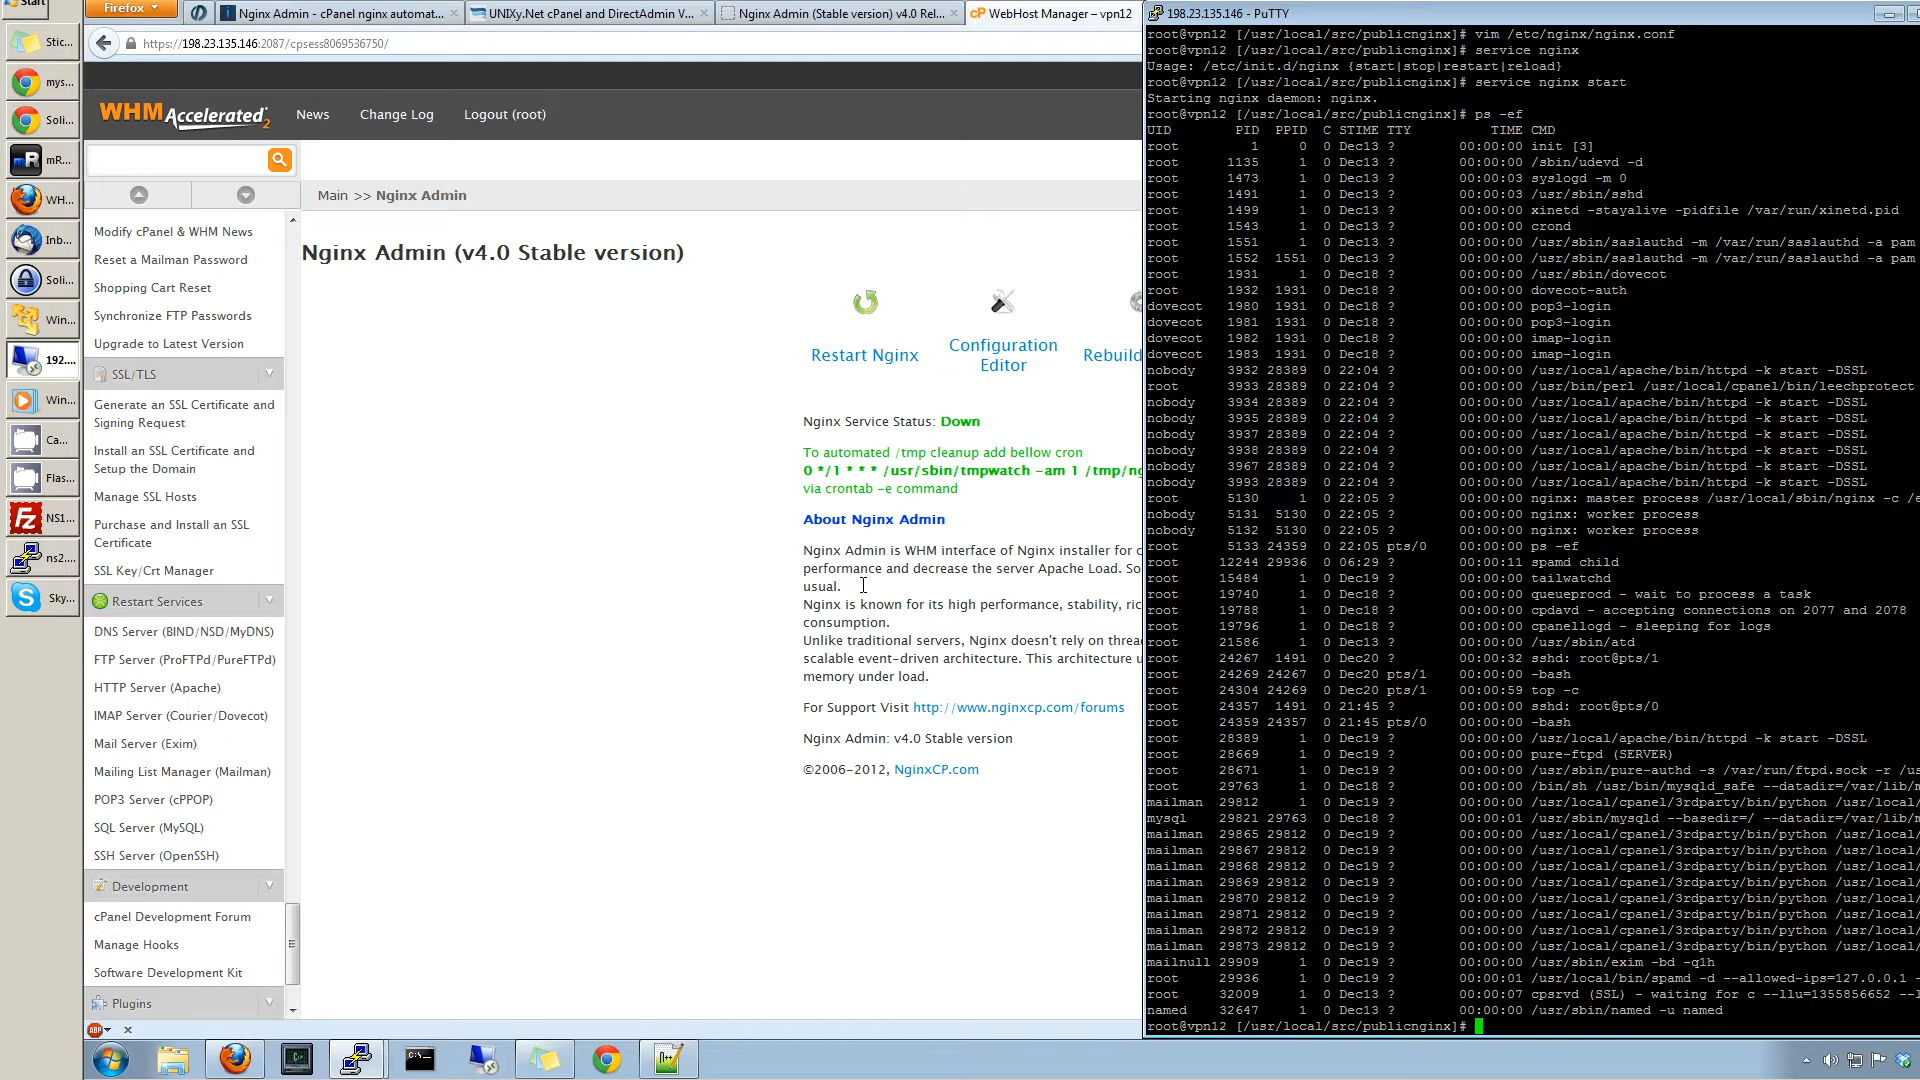 Start
Stic...
mys...
Soli...
mR...
WH...
Inb...
Soli...
Win...
192....
Win...
Ca...
Flas...
NS1...
ns2....
Sky...
Firefox
Nginx Admin - cPanel nginx automat...
UNIXy.Net cPanel and DirectAdmin V...
Nginx Admin (Stable version) v4.0 Rel...
WebHost Manager – vpn12
https://198.23.135.146:2087/cpsess8069536750/
WHM Accelerated 2
News
Change Log
Logout (root)
Main >> Nginx Admin
Modify cPanel & WHM News
Reset a Mailman Password
Shopping Cart Reset
Synchronize FTP Passwords
Upgrade to Latest Version
SSL/TLS
Generate an SSL Certificate and
Signing Request
Install an SSL Certificate and
Setup the Domain
Manage SSL Hosts
Purchase and Install an SSL
Certificate
SSL Key/Crt Manager
Restart Services
DNS Server (BIND/NSD/MyDNS)
FTP Server (ProFTPd/PureFTPd)
HTTP Server (Apache)
IMAP Server (Courier/Dovecot)
Mail Server (Exim)
Mailing List Manager (Mailman)
POP3 Server (cPPOP)
SQL Server (MySQL)
SSH Server (OpenSSH)
Development
cPanel Development Forum
Manage Hooks
Software Development Kit
Plugins
Nginx Admin (v4.0 Stable version)
Restart Nginx
Configuration
Editor
Rebuild
Nginx Service Status: Down
To automated /tmp cleanup add bellow cron
0 */1 * * * /usr/sbin/tmpwatch -am 1 /tmp/ng
via crontab -e command
About Nginx Admin
Nginx Admin is WHM interface of Nginx installer for c
performance and decrease the server Apache Load. So
usual.
Nginx is known for its high performance, stability, ric
consumption.
Unlike traditional servers, Nginx doesn't rely on threa
scalable event-driven architecture. This architecture u
memory under load.
For Support Visit http://www.nginxcp.com/forums
Nginx Admin: v4.0 Stable version
©2006-2012, NginxCP.com
ABP
198.23.135.146 - PuTTY
root@vpn12 [/usr/local/src/publicnginx]# vim /etc/nginx/nginx.conf
root@vpn12 [/usr/local/src/publicnginx]# service nginx
Usage: /etc/init.d/nginx {start|stop|restart|reload}
root@vpn12 [/usr/local/src/publicnginx]# service nginx start
Starting nginx daemon: nginx.
root@vpn12 [/usr/local/src/publicnginx]# ps -ef
UID PID PPID C STIME TTY TIME CMD
root 1 0 0 Dec13 ? 00:00:00 init [3]
root 1135 1 0 Dec13 ? 00:00:00 /sbin/udevd -d
root 1473 1 0 Dec13 ? 00:00:03 syslogd -m 0
root 1491 1 0 Dec13 ? 00:00:03 /usr/sbin/sshd
root 1499 1 0 Dec13 ? 00:00:00 xinetd -stayalive -pidfile /var/run/xinetd.pid
root 1543 1 0 Dec13 ? 00:00:00 crond
root 1551 1 0 Dec13 ? 00:00:00 /usr/sbin/saslauthd -m /var/run/saslauthd -a pam
root 1552 1551 0 Dec13 ? 00:00:00 /usr/sbin/saslauthd -m /var/run/saslauthd -a pam
root 1931 1 0 Dec18 ? 00:00:00 /usr/sbin/dovecot
root 1932 1931 0 Dec18 ? 00:00:00 dovecot-auth
dovecot 1980 1931 0 Dec18 ? 00:00:00 pop3-login
dovecot 1981 1931 0 Dec18 ? 00:00:00 pop3-login
dovecot 1982 1931 0 Dec18 ? 00:00:00 imap-login
dovecot 1983 1931 0 Dec18 ? 00:00:00 imap-login
nobody 3932 28389 0 22:04 ? 00:00:00 /usr/local/apache/bin/httpd -k start -DSSL
root 3933 28389 0 22:04 ? 00:00:00 /usr/bin/perl /usr/local/cpanel/bin/leechprotect
nobody 3934 28389 0 22:04 ? 00:00:00 /usr/local/apache/bin/httpd -k start -DSSL
nobody 3935 28389 0 22:04 ? 00:00:00 /usr/local/apache/bin/httpd -k start -DSSL
nobody 3937 28389 0 22:04 ? 00:00:00 /usr/local/apache/bin/httpd -k start -DSSL
nobody 3938 28389 0 22:04 ? 00:00:00 /usr/local/apache/bin/httpd -k start -DSSL
nobody 3967 28389 0 22:04 ? 00:00:00 /usr/local/apache/bin/httpd -k start -DSSL
nobody 3993 28389 0 22:04 ? 00:00:00 /usr/local/apache/bin/httpd -k start -DSSL
root 5130 1 0 22:05 ? 00:00:00 nginx: master process /usr/local/sbin/nginx -c /e
nobody 5131 5130 0 22:05 ? 00:00:00 nginx: worker process
nobody 5132 5130 0 22:05 ? 00:00:00 nginx: worker process
root 5133 24359 0 22:05 pts/0 00:00:00 ps -ef
root 12244 29936 0 06:29 ? 00:00:11 spamd child
root 15484 1 0 Dec19 ? 00:00:00 tailwatchd
root 19740 1 0 Dec18 ? 00:00:00 queueprocd - wait to process a task
root 19788 1 0 Dec18 ? 00:00:00 cpdavd - accepting connections on 2077 and 2078
root 19796 1 0 Dec18 ? 00:00:00 cpanellogd - sleeping for logs
root 21586 1 0 Dec13 ? 00:00:00 /usr/sbin/atd
root 24267 1491 0 Dec20 ? 00:00:32 sshd: root@pts/1
root 24269 24267 0 Dec20 pts/1 00:00:00 -bash
root 24304 24269 0 Dec20 pts/1 00:00:59 top -c
root 24357 1491 0 21:45 ? 00:00:00 sshd: root@pts/0
root 24359 24357 0 21:45 pts/0 00:00:00 -bash
root 28389 1 0 Dec19 ? 00:00:00 /usr/local/apache/bin/httpd -k start -DSSL
root 28669 1 0 Dec19 ? 00:00:00 pure-ftpd (SERVER)
root 28671 1 0 Dec19 ? 00:00:00 /usr/sbin/pure-authd -s /var/run/ftpd.sock -r /us
root 29763 1 0 Dec18 ? 00:00:00 /bin/sh /usr/bin/mysqld_safe --datadir=/var/lib/m
mailman 29812 1 0 Dec19 ? 00:00:00 /usr/local/cpanel/3rdparty/bin/python /usr/local/
mysql 29821 29763 0 Dec18 ? 00:00:01 /usr/sbin/mysqld --basedir=/ --datadir=/var/lib/m
mailman 29865 29812 0 Dec19 ? 00:00:00 /usr/local/cpanel/3rdparty/bin/python /usr/local/
mailman 29867 29812 0 Dec19 ? 00:00:00 /usr/local/cpanel/3rdparty/bin/python /usr/local/
mailman 29868 29812 0 Dec19 ? 00:00:00 /usr/local/cpanel/3rdparty/bin/python /usr/local/
mailman 29869 29812 0 Dec19 ? 00:00:00 /usr/local/cpanel/3rdparty/bin/python /usr/local/
mailman 29870 29812 0 Dec19 ? 00:00:00 /usr/local/cpanel/3rdparty/bin/python /usr/local/
mailman 29871 29812 0 Dec19 ? 00:00:00 /usr/local/cpanel/3rdparty/bin/python /usr/local/
mailman 29872 29812 0 Dec19 ? 00:00:00 /usr/local/cpanel/3rdparty/bin/python /usr/local/
mailman 29873 29812 0 Dec19 ? 00:00:00 /usr/local/cpanel/3rdparty/bin/python /usr/local/
mailnull 29909 1 0 Dec19 ? 00:00:00 /usr/sbin/exim -bd -q1h
root 29936 1 0 Dec19 ? 00:00:01 /usr/local/bin/spamd -d --allowed-ips=127.0.0.1 -
root 32009 1 0 Dec13 ? 00:00:07 cpsrvd (SSL) - waiting for c --llu=1355856652 --l
named 32647 1 0 Dec13 ? 00:00:00 /usr/sbin/named -u named
root@vpn12 [/usr/local/src/publicnginx]#